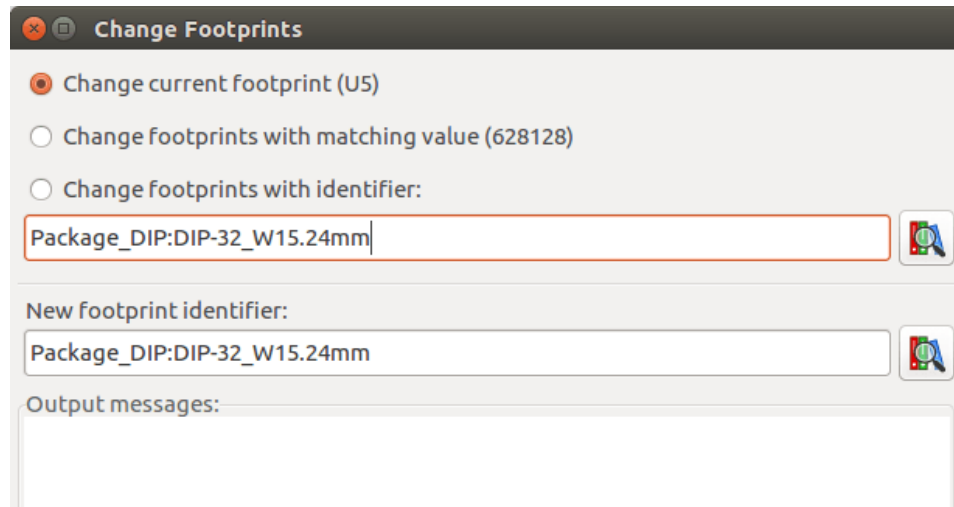 Change Footprints
Change current footprint (U5)
Change footprints with matching value (628128)
Change footprints with identifier:
Package_DIP:DIP-32_W15.24mm
New footprint identifier:
Package_DIP:DIP-32_W15.24mm
Output messages: